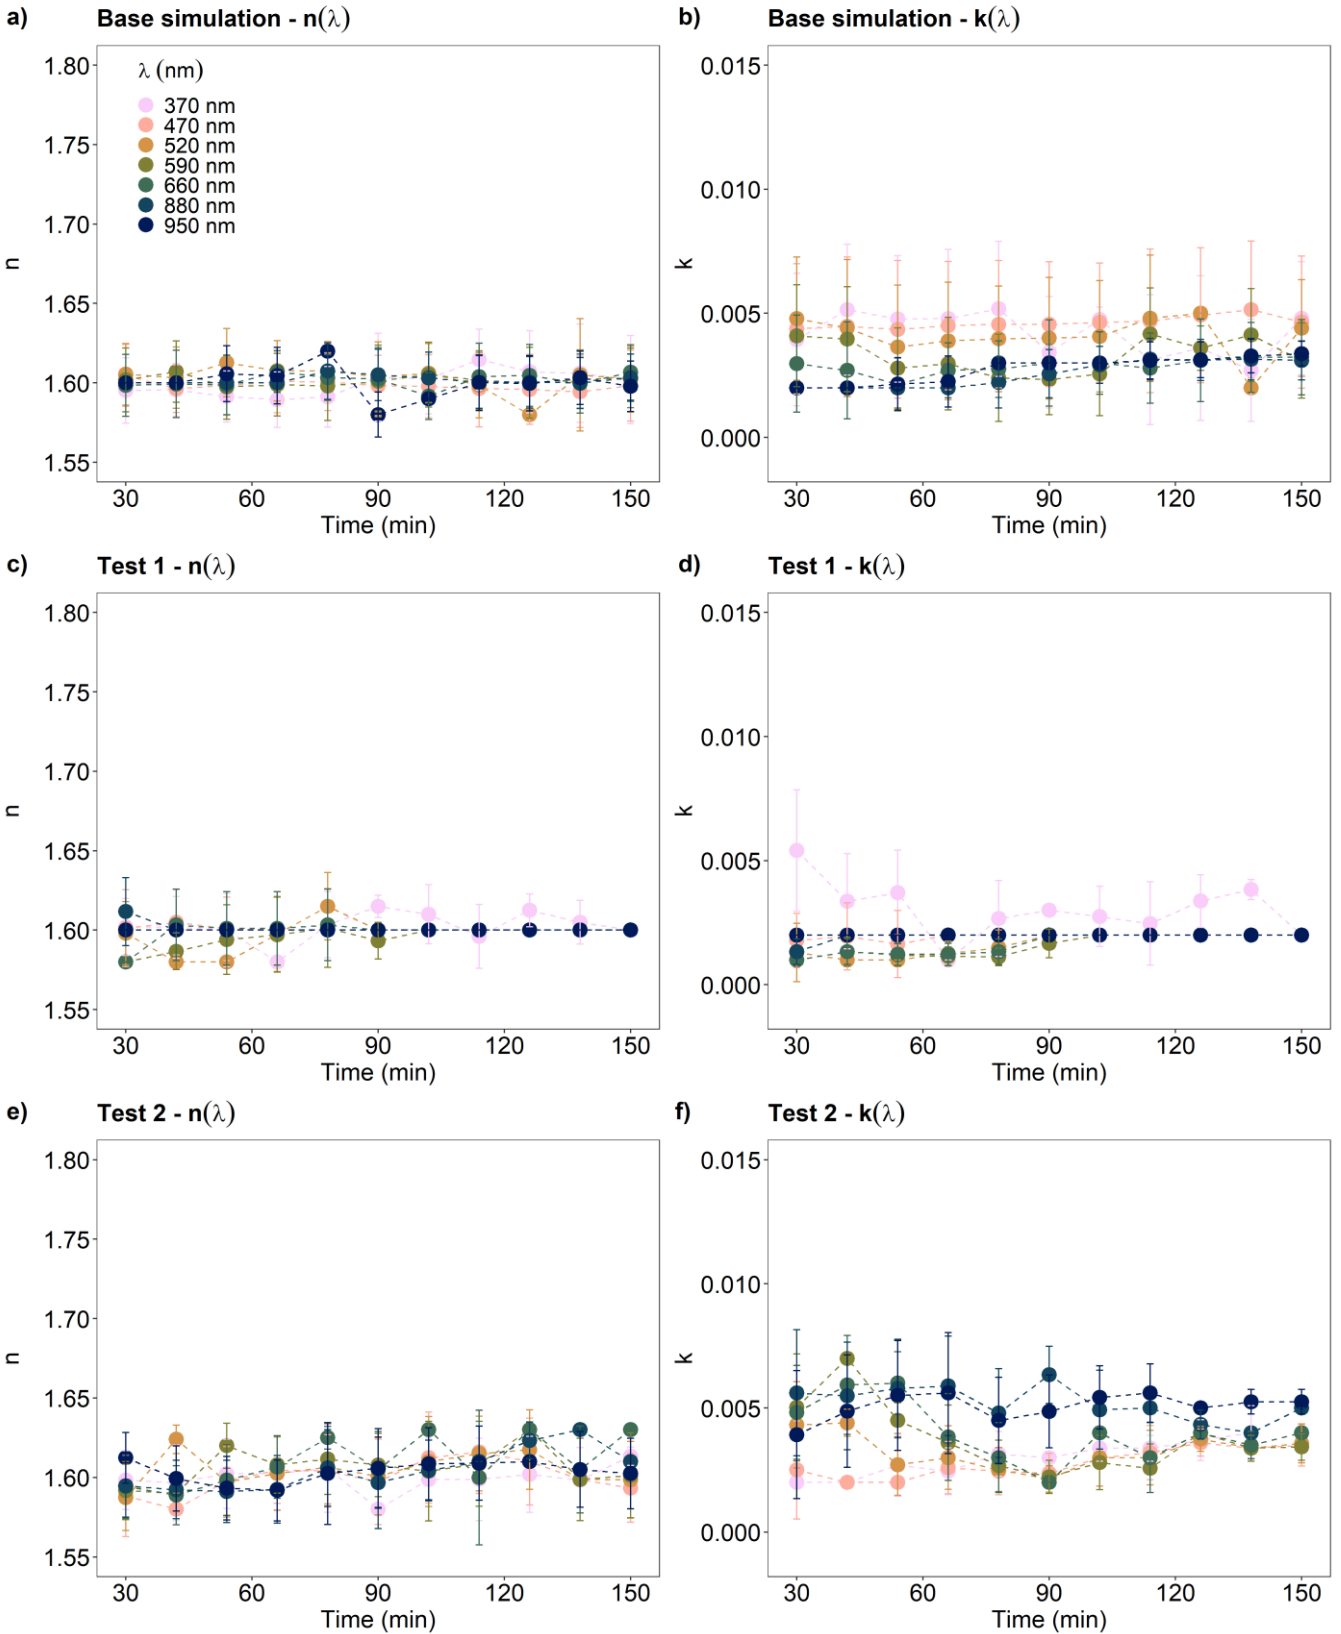 a) Base simulation - n(λ)
1.80
1.75
1.70
1.65
1.60
1.55
n
λ (nm)
370 nm
470 nm
520 nm
590 nm
660 nm
880 nm
950 nm
30 60 90 120 150
Time (min)
b) Base simulation - k(λ)
0.015
0.010
0.005
0.000
k
30 60 90 120 150
Time (min)
c) Test 1 - n(λ)
1.80
1.75
1.70
1.65
1.60
1.55
n
30 60 90 120 150
Time (min)
d) Test 1 - k(λ)
0.015
0.010
0.005
0.000
k
30 60 90 120 150
Time (min)
e) Test 2 - n(λ)
1.80
1.75
1.70
1.65
1.60
1.55
n
30 60 90 120 150
Time (min)
f) Test 2 - k(λ)
0.015
0.010
0.005
0.000
k
30 60 90 120 150
Time (min)